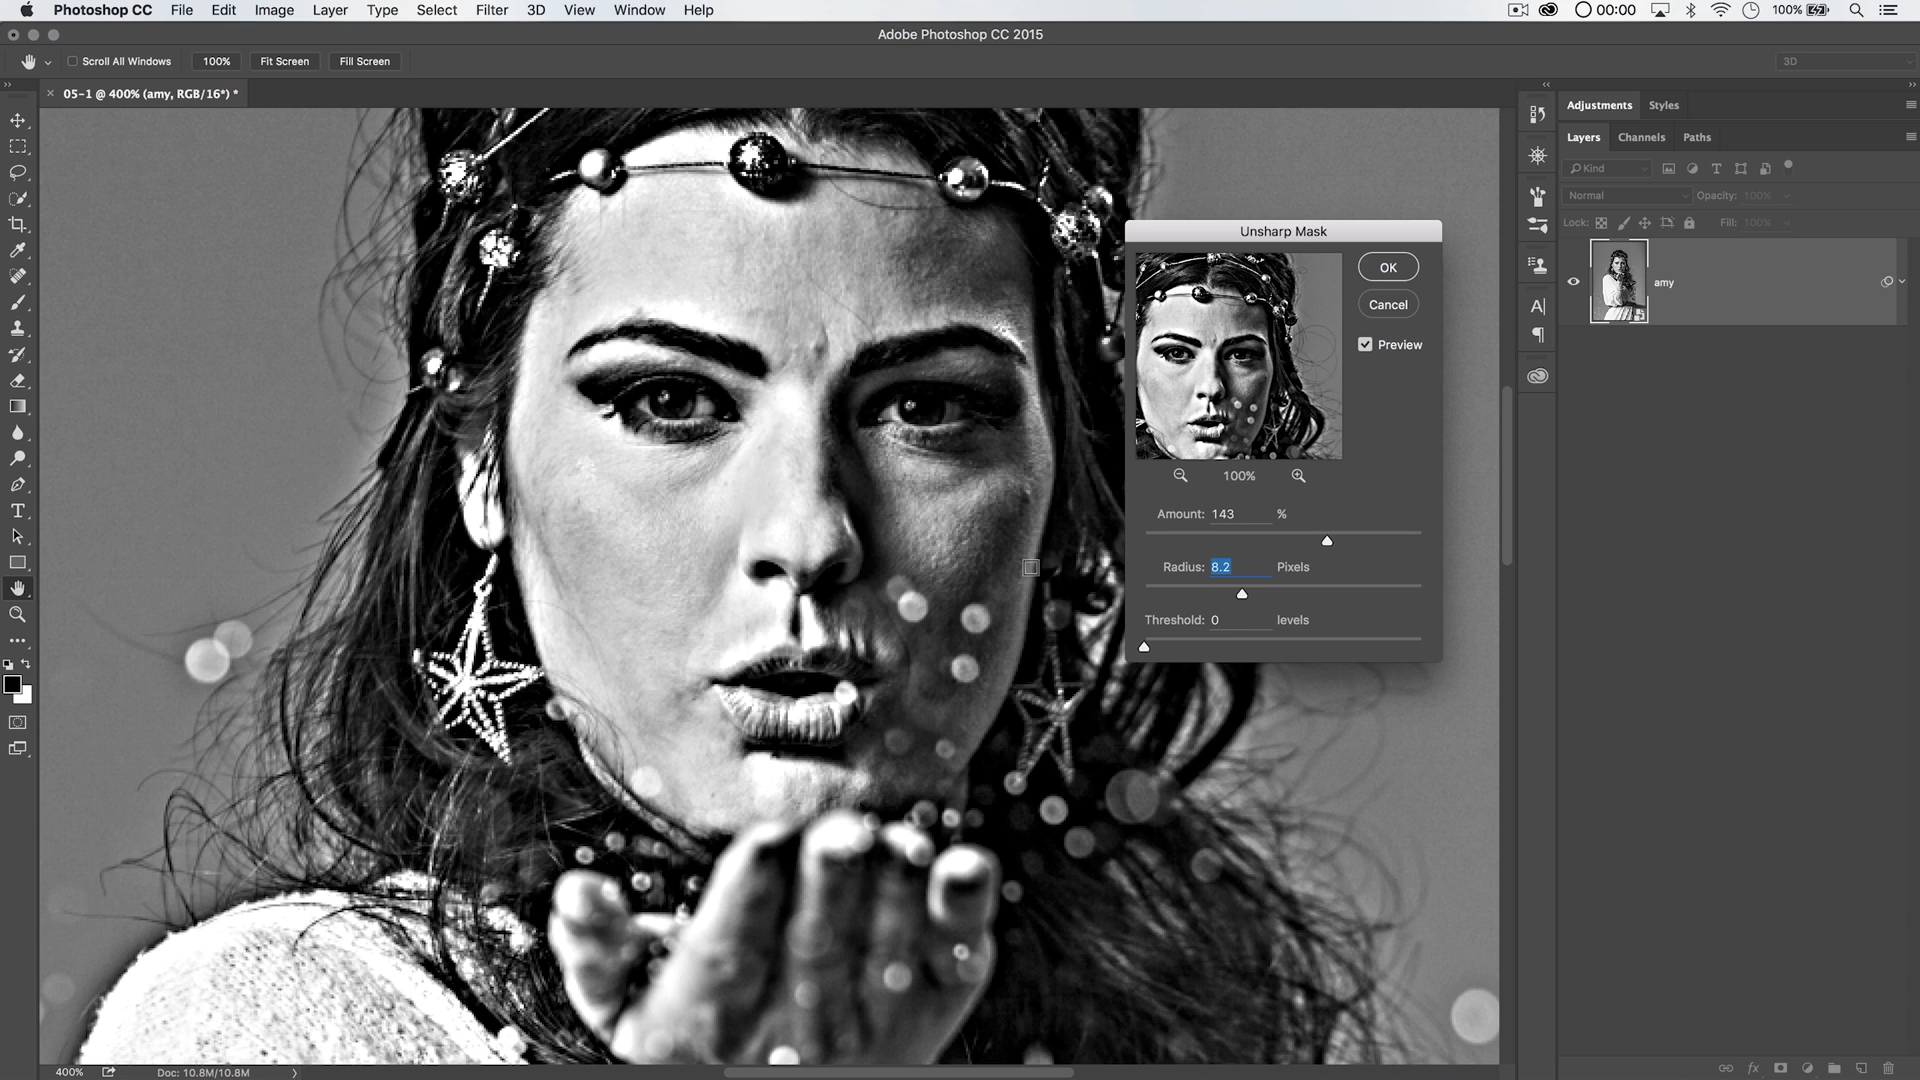 Photoshop CC File Edit Image Layer Type Select Filter 3D View Window Help 00:00 100%
Adobe Photoshop CC 2015
Scroll All Windows 100% Fit Screen Fill Screen 3D
05-1 @ 400% (amy, RGB/16*) *
Adjustments Styles
Layers Channels Paths
Kind
Normal Opacity: 100%
Lock: Fill: 100%
amy
Unsharp Mask
OK
Cancel
Preview
100%
Amount: 143 %
Radius: 8.2 Pixels
Threshold: 0 levels
400% Doc: 10.8M/10.8M